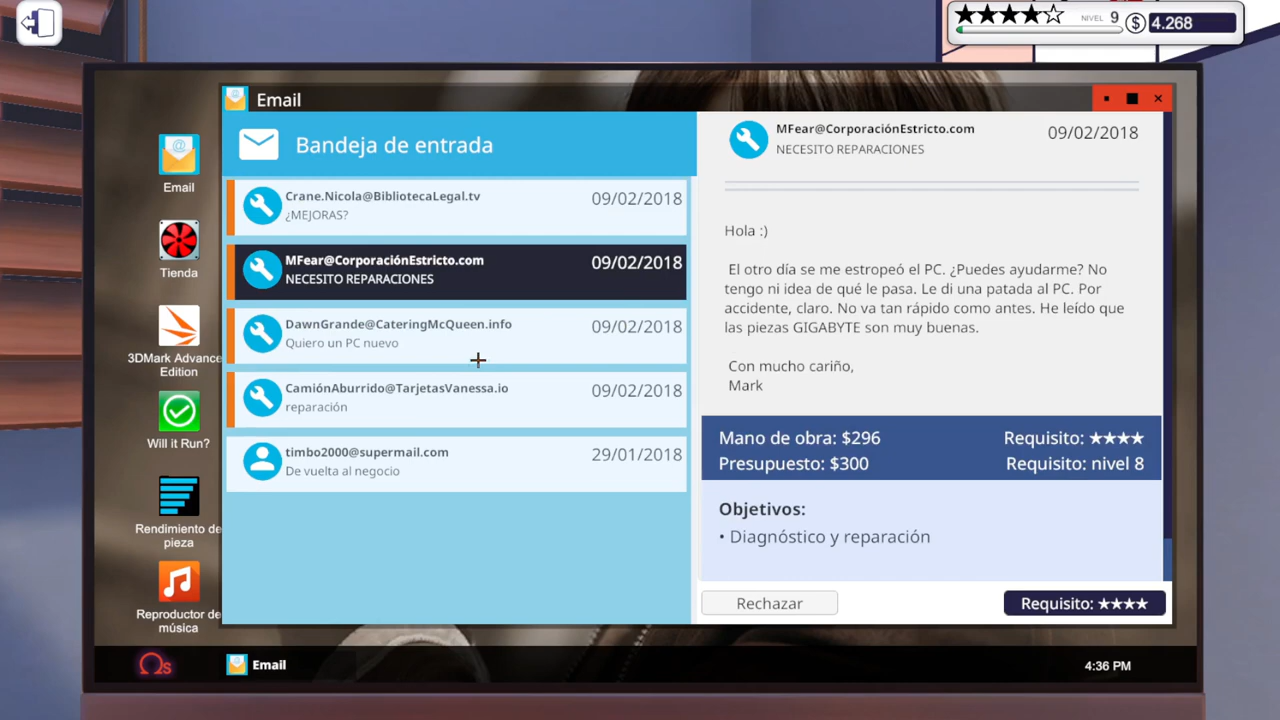 NIVEL 9
$ 4.268
Email
Email
Tienda
3DMark Advance
Edition
Will it Run?
Rendimiento de
pieza
Reproductor de
música
Bandeja de entrada
Crane.Nicola@BibliotecaLegal.tv
09/02/2018
¿MEJORAS?
MFear@CorporaciónEstricto.com
09/02/2018
NECESITO REPARACIONES
DawnGrande@CateringMcQueen.info
09/02/2018
Quiero un PC nuevo
CamiónAburrido@TarjetasVanessa.io
09/02/2018
reparación
timbo2000@supermail.com
29/01/2018
De vuelta al negocio
MFear@CorporaciónEstricto.com
09/02/2018
NECESITO REPARACIONES
Hola :)
El otro día se me estropeó el PC. ¿Puedes ayudarme? No
tengo ni idea de qué le pasa. Le di una patada al PC. Por
accidente, claro. No va tan rápido como antes. He leído que
las piezas GIGABYTE son muy buenas.
Con mucho cariño,
Mark
Mano de obra: $296
Requisito: ★★★★
Presupuesto: $300
Requisito: nivel 8
Objetivos:
• Diagnóstico y reparación
Rechazar
Requisito: ★★★★
Ωs
Email
4:36 PM